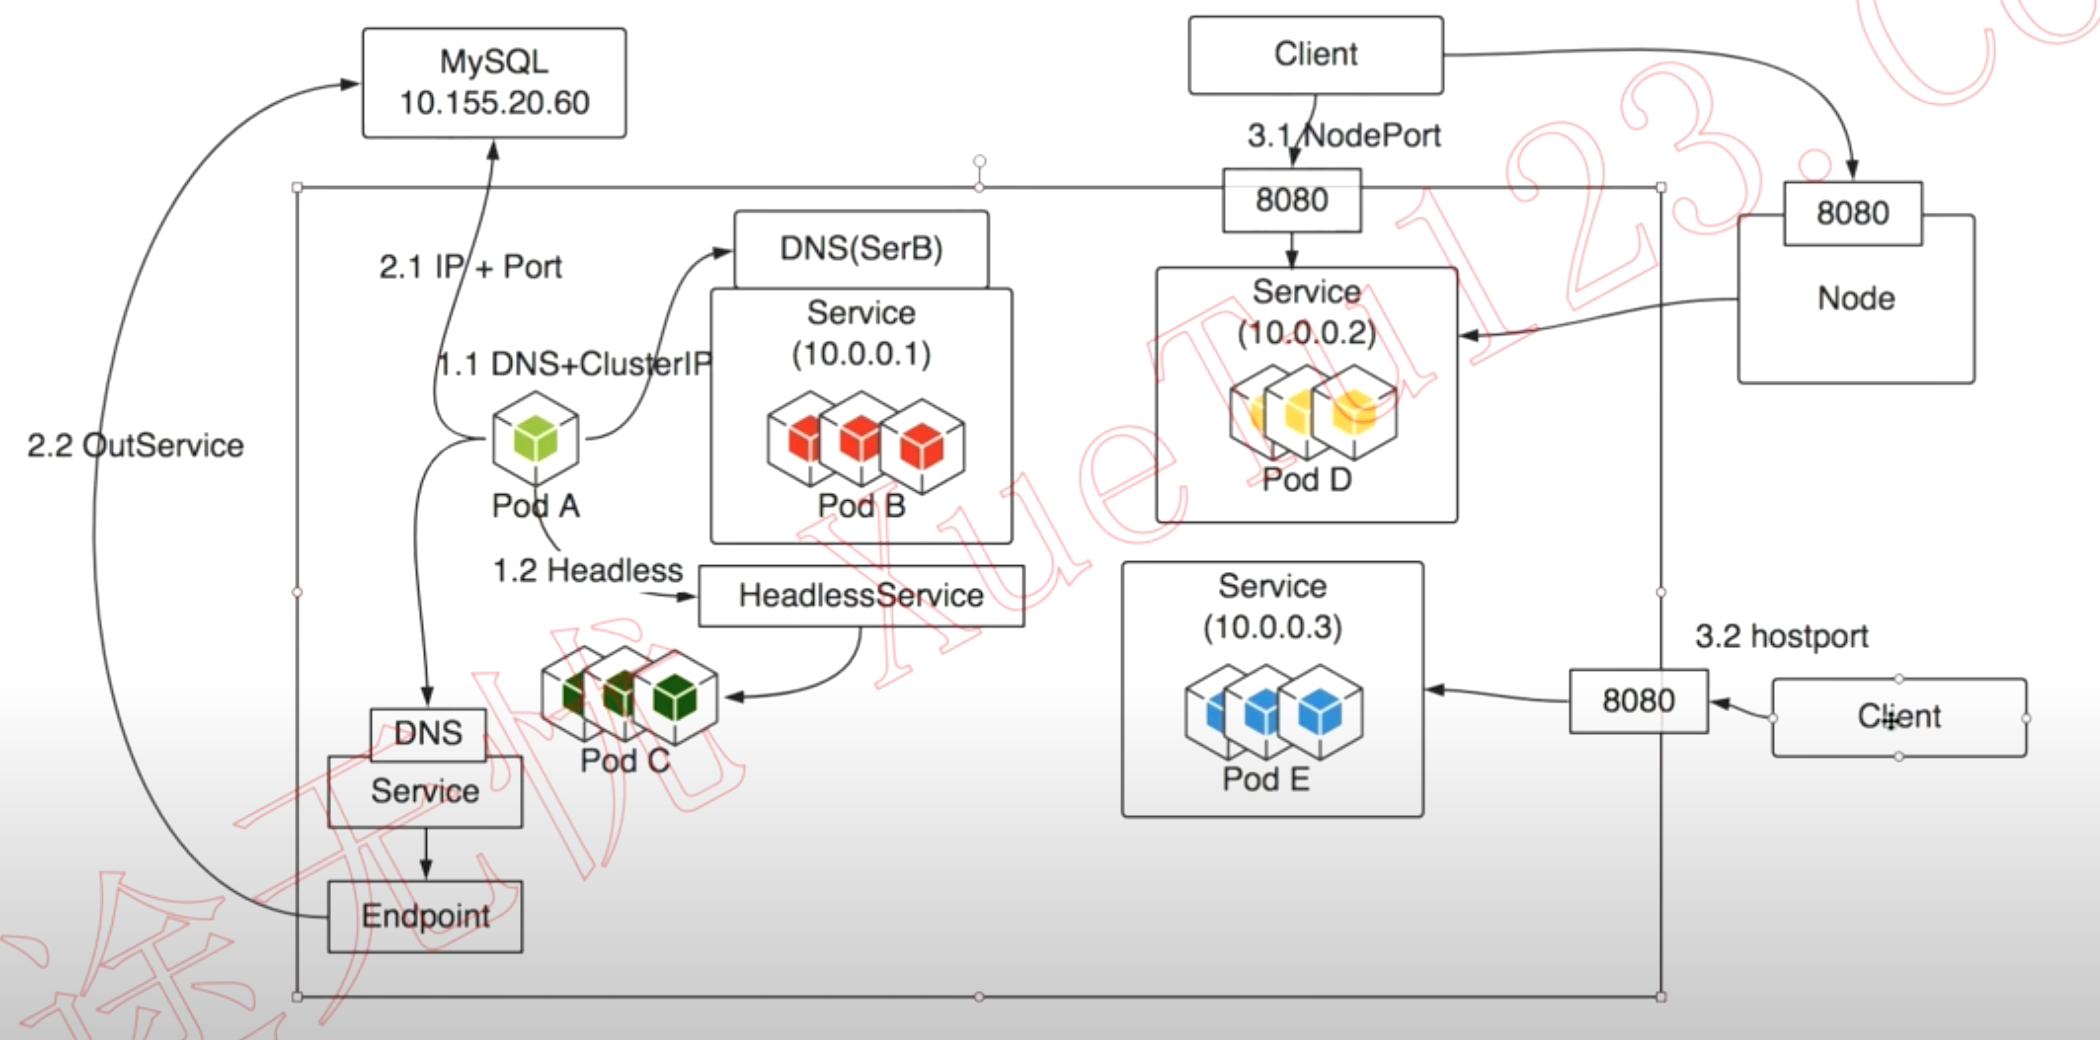 MySQL
10.155.20.60
Client
3.1 NodePort
8080
8080
Node
2.1 IP + Port
DNS(SerB)
Service
(10.0.0.1)
Pod B
Service
(10.0.0.2)
Pod D
1.1 DNS+ClusterIP
2.2 OutService
Pod A
1.2 Headless
HeadlessService
Pod C
Service
(10.0.0.3)
Pod E
3.2 hostport
8080
Client
DNS
Service
Endpoint
途无忧 XueTu123.Co